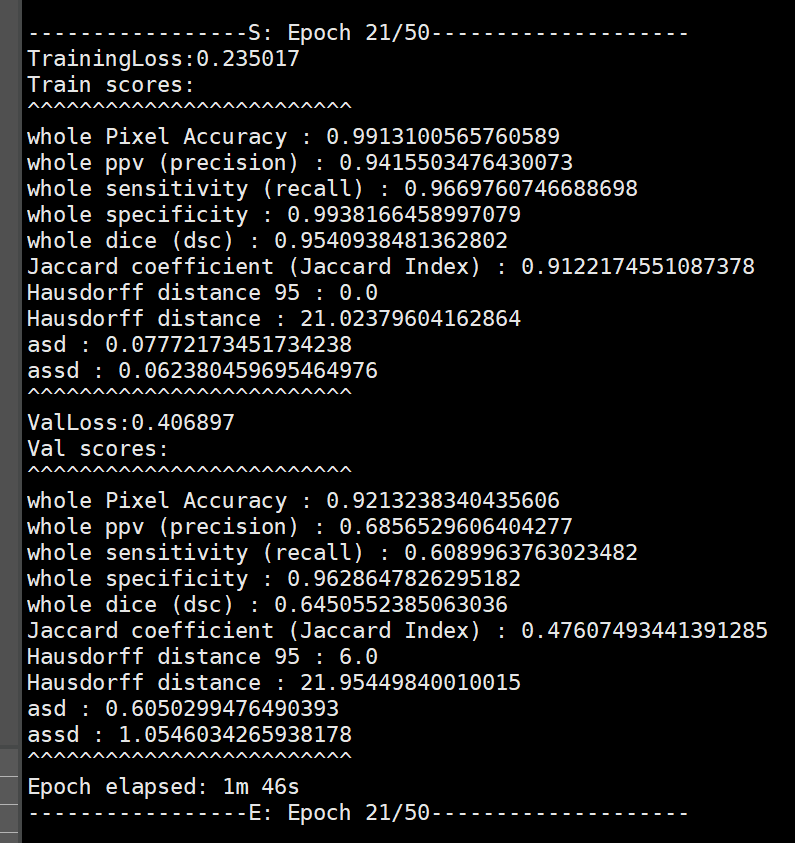 -----------------S: Epoch 21/50--------------------
TrainingLoss:0.235017
Train scores:
^^^^^^^^^^^^^^^^^^^^^^^^^
whole Pixel Accuracy : 0.9913100565760589
whole ppv (precision) : 0.9415503476430073
whole sensitivity (recall) : 0.9669760746688698
whole specificity : 0.9938166458997079
whole dice (dsc) : 0.9540938481362802
Jaccard coefficient (Jaccard Index) : 0.9122174551087378
Hausdorff distance 95 : 0.0
Hausdorff distance : 21.02379604162864
asd : 0.07772173451734238
assd : 0.062380459695464976
^^^^^^^^^^^^^^^^^^^^^^^^^
ValLoss:0.406897
Val scores:
^^^^^^^^^^^^^^^^^^^^^^^^^
whole Pixel Accuracy : 0.9213238340435606
whole ppv (precision) : 0.6856529606404277
whole sensitivity (recall) : 0.6089963763023482
whole specificity : 0.9628647826295182
whole dice (dsc) : 0.6450552385063036
Jaccard coefficient (Jaccard Index) : 0.47607493441391285
Hausdorff distance 95 : 6.0
Hausdorff distance : 21.95449840010015
asd : 0.6050299476490393
assd : 1.0546034265938178
^^^^^^^^^^^^^^^^^^^^^^^^^
Epoch elapsed: 1m 46s
-----------------E: Epoch 21/50--------------------